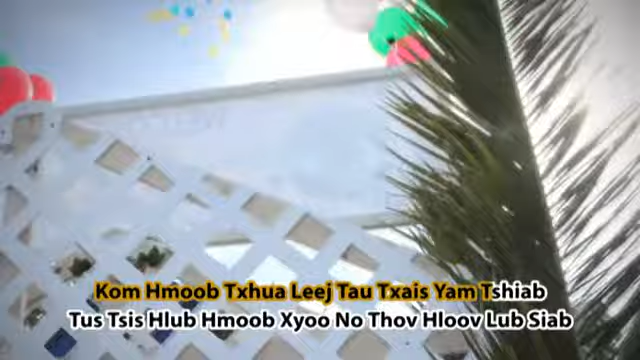 Kom Hmoob Txhua Leej Tau Txais Yam Tshiab
Tus Tsis Hlub Hmoob Xyoo No Thov Hloov Lub Siab